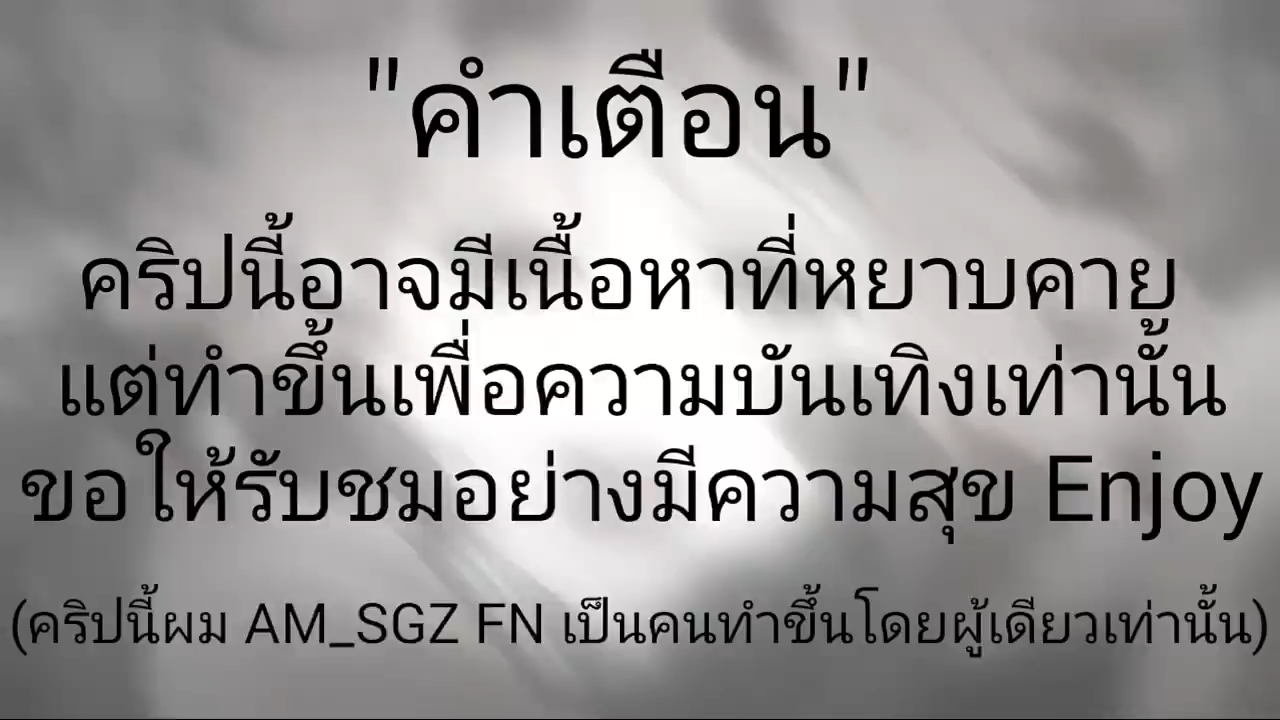 "คำเตือน"
คริปนี้อาจมีเนื้อหาที่หยาบคาย
แต่ทำขึ้นเพื่อความบันเทิงเท่านั้น
ขอให้รับชมอย่างมีความสุข Enjoy
(คริปนี้ผม AM_SGZ FN เป็นคนทำขึ้นโดยผู้เดียวเท่านั้น)